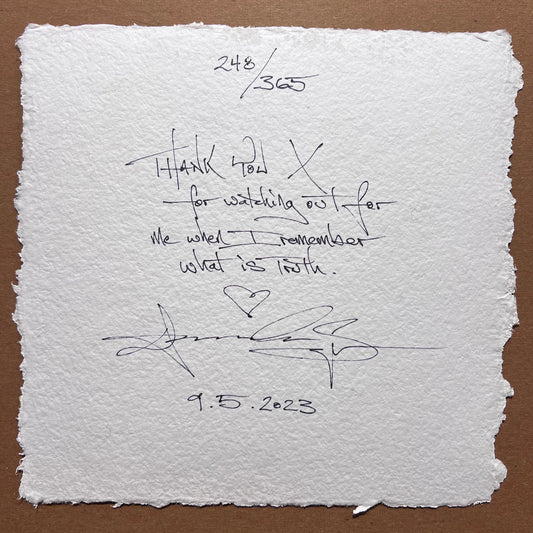 248/365
THANK YOU X
for watching out for
me when I remember
what is Truth.
9.5.2023